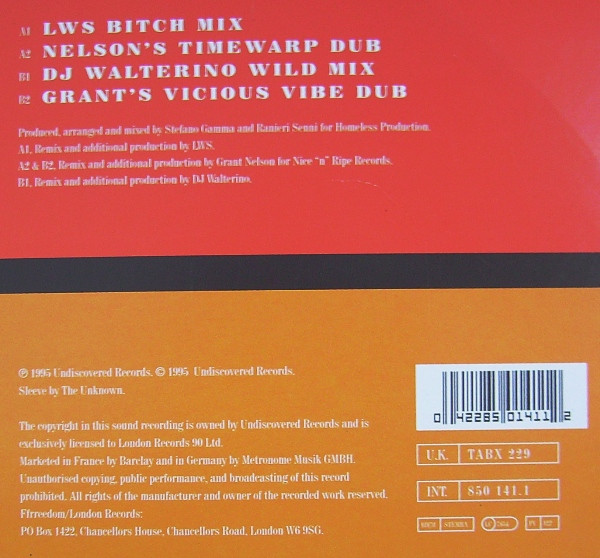 A1 LWS BITCH MIX
A2 NELSON'S TIMEWARP DUB
B1 DJ WALTERINO WILD MIX
B2 GRANT'S VICIOUS VIBE DUB
Produced, arranged and mixed by Stefano Gamma and Ranieri Senni for Homeless Production.
A1, Remix and additional production by LWS.
A2 & B2, Remix and additional production by Grant Nelson for Nice "n" Ripe Records.
B1, Remix and additional production by DJ Walterino.
℗ 1995 Undiscovered Records. © 1995 Undiscovered Records.
Sleeve by The Unknown.
The copyright in this sound recording is owned by Undiscovered Records and is
exclusively licensed to London Records 90 Ltd.
Marketed in France by Barclay and in Germany by Metronome Musik GMBH.
Unauthorised copying, public performance, and broadcasting of this record
prohibited. All rights of the manufacturer and owner of the recorded work reserved.
Ffrreedom/London Records:
PO Box 1422, Chancellors House, Chancellors Road, London W6 9SG.
0 42285 01411 2
U.K. TABX 229
INT. 850 141.1
STEREO